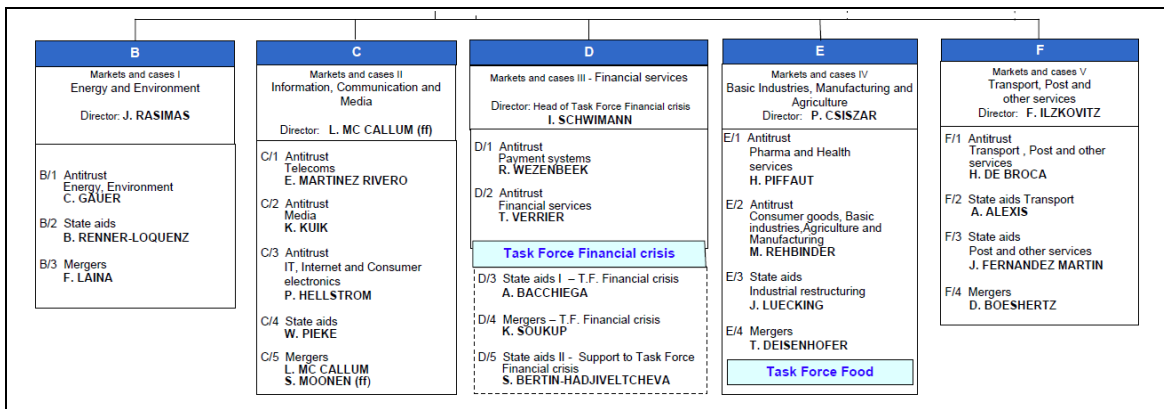 B
Markets and cases I
Energy and Environment
Director: J. RASIMAS
B/1 Antitrust
Energy, Environment
C. GAUER
B/2 State aids
B. RENNER-LOQUENZ
B/3 Mergers
F. LAINA
C
Markets and cases II
Information, Communication and
Media
Director: L. MC CALLUM (ff)
C/1 Antitrust
Telecoms
E. MARTINEZ RIVERO
C/2 Antitrust
Media
K. KUIK
C/3 Antitrust
IT, Internet and Consumer
electronics
P. HELLSTROM
C/4 State aids
W. PIEKE
C/5 Mergers
L. MC CALLUM
S. MOONEN (ff)
D
Markets and cases III - Financial services
Director: Head of Task Force Financial crisis
I. SCHWIMANN
D/1 Antitrust
Payment systems
R. WEZENBEEK
D/2 Antitrust
Financial services
T. VERRIER
Task Force Financial crisis
D/3 State aids I – T.F. Financial crisis
A. BACCHIEGA
D/4 Mergers – T.F. Financial crisis
K. SOUKUP
D/5 State aids II - Support to Task Force
Financial crisis
S. BERTIN-HADJIVELTCHEVA
E
Markets and cases IV
Basic Industries, Manufacturing and
Agriculture
Director: P. CSISZAR
E/1 Antitrust
Pharma and Health
services
H. PIFFAUT
E/2 Antitrust
Consumer goods, Basic
industries,Agriculture and
Manufacturing
M. REHBINDER
E/3 State aids
Industrial restructuring
J. LUECKING
E/4 Mergers
T. DEISENHOFER
Task Force Food
F
Markets and cases V
Transport, Post and
other services
Director: F. ILZKOVITZ
F/1 Antitrust
Transport , Post and other
services
H. DE BROCA
F/2 State aids Transport
A. ALEXIS
F/3 State aids
Post and other services
J. FERNANDEZ MARTIN
F/4 Mergers
D. BOESHERTZ